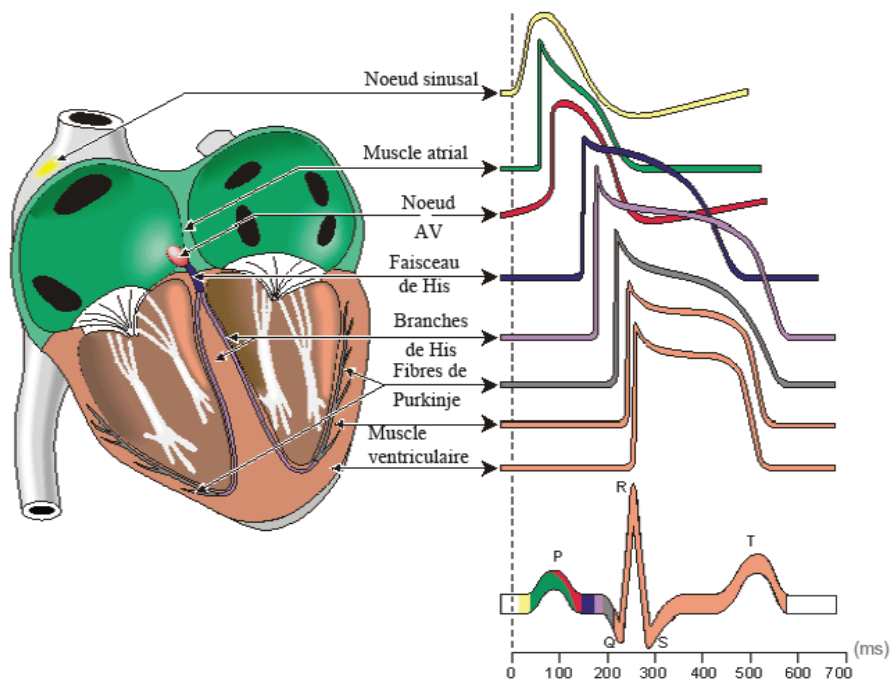 Noeud sinusal
Muscle atrial
Noeud
AV
Faisceau
de His
Branches
de His
Fibres de
Purkinje
Muscle
ventriculaire
R
P
T
Q
S
(ms)
0 100 200 300 400 500 600 700